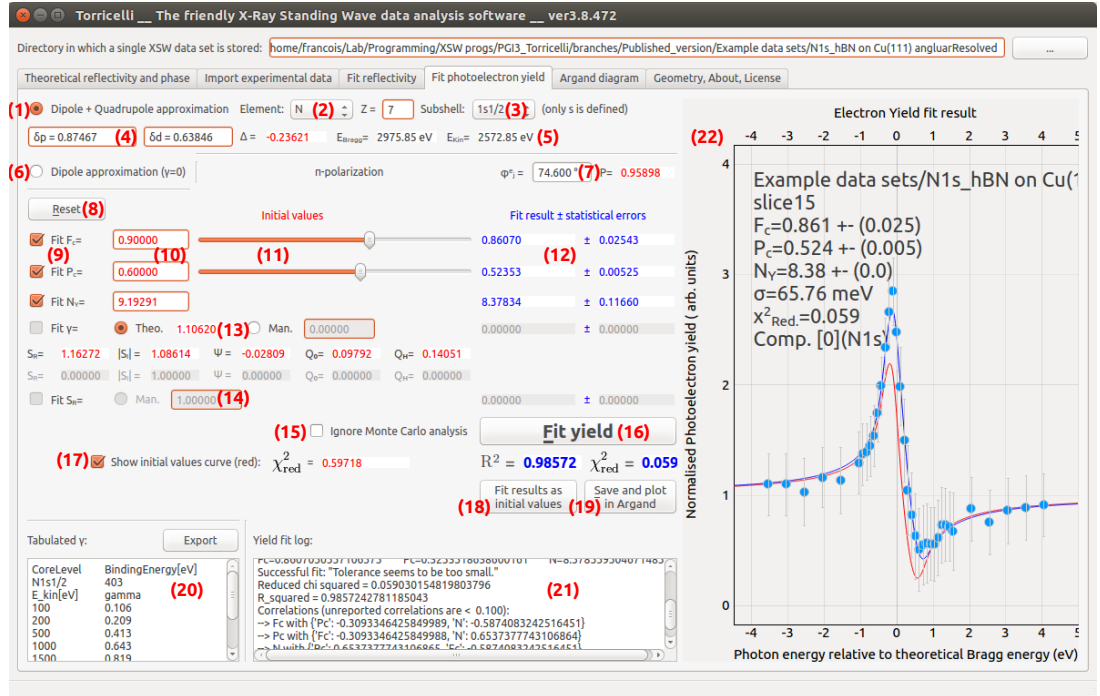 Torricelli __ The friendly X-Ray Standing Wave data analysis software __ ver3.8.472
Directory in which a single XSW data set is stored: home/francois/Lab/Programming/XSW progs/PGI3_Torricelli/branches/Published_version/Example data sets/N1s_hBN on Cu(111) angluarResolved ...
Theoretical reflectivity and phase Import experimental data Fit reflectivity Fit photoelectron yield Argand diagram Geometry, About, License
(1) Dipole + Quadrupole approximation Element: N (2) Z = 7 Subshell: 1s1/2 (3) (only s is defined)
δp = 0.87467 (4) δd = 0.63846 Δ = -0.23621 EBragg= 2975.85 eV EKin= 2572.85 eV (5)
(6) Dipole approximation (γ=0) π-polarization φej = 74.600 ° (7) P= 0.95898
Reset (8) Initial values Fit result ± statistical errors
Fit Fc= 0.90000 0.86070 ± 0.02543
(9) (10) (11) (12)
Fit Pc= 0.60000 0.52353 ± 0.00525
Fit NY= 9.19291 8.37834 ± 0.11660
Fit γ= Theo. 1.10620 (13) Man. 0.00000 0.00000 ± 0.00000
SR= 1.16272 |SI| = 1.08614 Ψ = -0.02809 Q0= 0.09792 QH= 0.14051
SR= 0.00000 |SI| = 1.00000 Ψ = 0.00000 Q0= 0.00000 QH= 0.00000
Fit SR= Man. 1.00000 (14) 0.00000 ± 0.00000
(15) Ignore Monte Carlo analysis Fit yield (16)
(17) Show initial values curve (red): χ2red = 0.59718 R2 = 0.98572 χ2red = 0.059
(18) Fit results as initial values (19) Save and plot in Argand
Tabulated γ: Export
CoreLevel BindingEnergy[eV]
N1s1/2 403
E_kin[eV] gamma (20)
100 0.106
200 0.209
500 0.413
1000 0.643
1500 0.819
Yield fit log:
Successful fit: "Tolerance seems to be too small."
Reduced chi squared = 0.059030154819803796
R_squared = 0.9857242781185043 (21)
Correlations (unreported correlations are < 0.100):
--> Fc with {'Pc': -0.3093346425849989, 'N': -0.5874083242516451}
--> Pc with {'Fc': -0.3093346425849988, 'N': 0.6537377743106864}
--> N with {'Pc': 0.6537377743106865, 'Fc': -0.5874083242516451}
Electron Yield fit result
(22) -4 -3 -2 -1 0 1 2 3 4 5
Example data sets/N1s_hBN on Cu(1
slice15
Fc=0.861 +- (0.025)
Pc=0.524 +- (0.005)
NY=8.38 +- (0.0)
σ=65.76 meV
x2Red.=0.059
Comp. [0](N1s)
Normalised Photoelectron yield ( arb. units)
4
3
2
1
0
-4 -3 -2 -1 0 1 2 3 4 5
Photon energy relative to theoretical Bragg energy (eV)